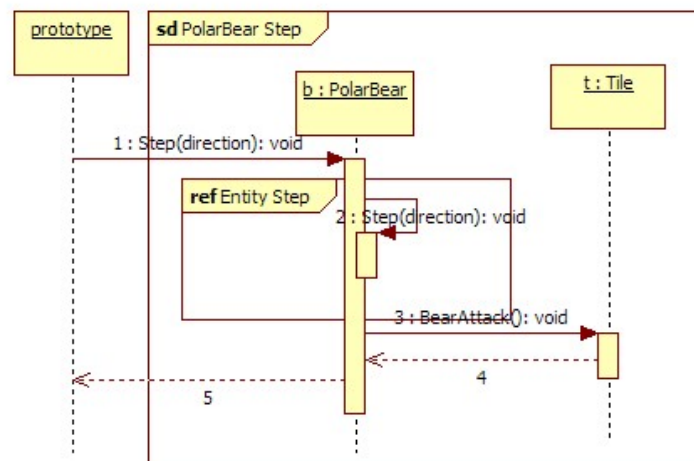 prototype
sd PolarBear Step
b : PolarBear
t : Tile
1 : Step(direction): void
ref Entity Step
2 : Step(direction): void
3 : BearAttack(): void
4
5